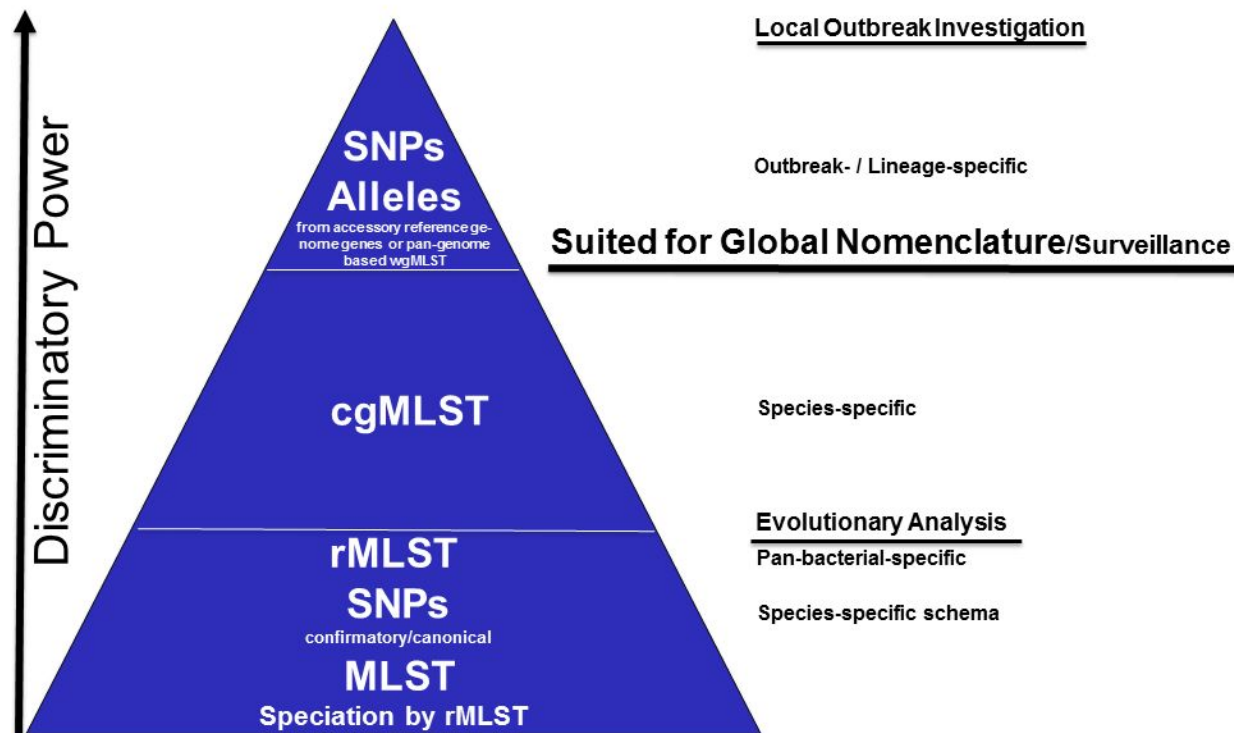 Discriminatory Power
Local Outbreak Investigation
SNPs
Alleles
from accessory reference ge-
nome genes or pan-genome
based wgMLST
Outbreak- / Lineage-specific
Suited for Global Nomenclature/Surveillance
cgMLST
Species-specific
Evolutionary Analysis
rMLST
Pan-bacterial-specific
SNPs
confirmatory/canonical
Species-specific schema
MLST
Speciation by rMLST